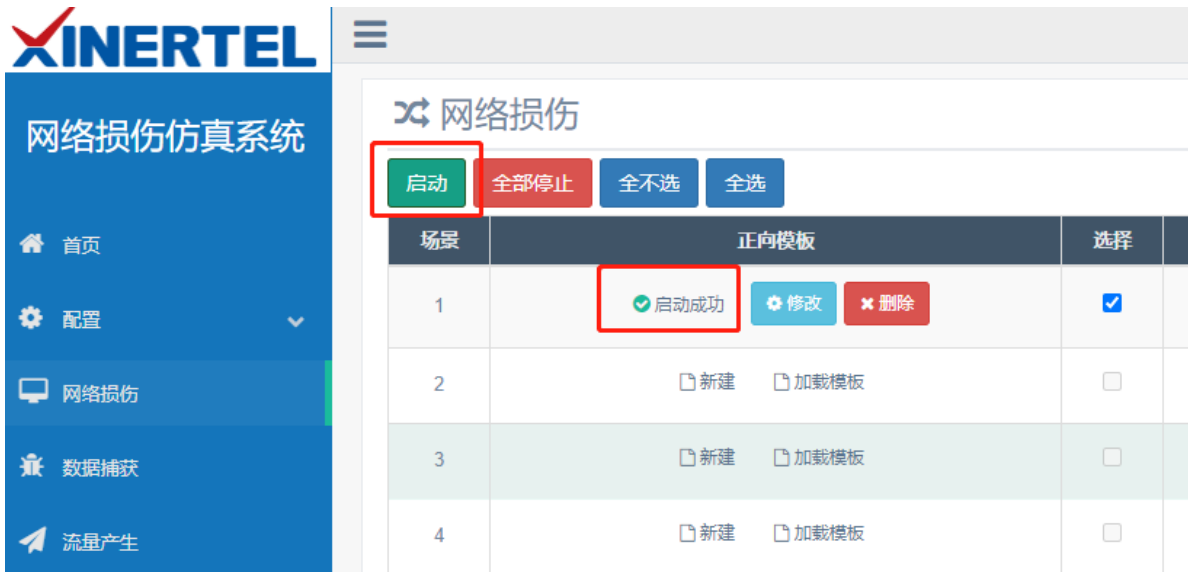 XINERTEL
网络损伤仿真系统
首页
配置
网络损伤
数据捕获
流量产生
网络损伤
启动 全部停止 全不选 全选
场景 正向模板 选择
1 启动成功 修改 删除
2 新建 加载模板
3 新建 加载模板
4 新建 加载模板